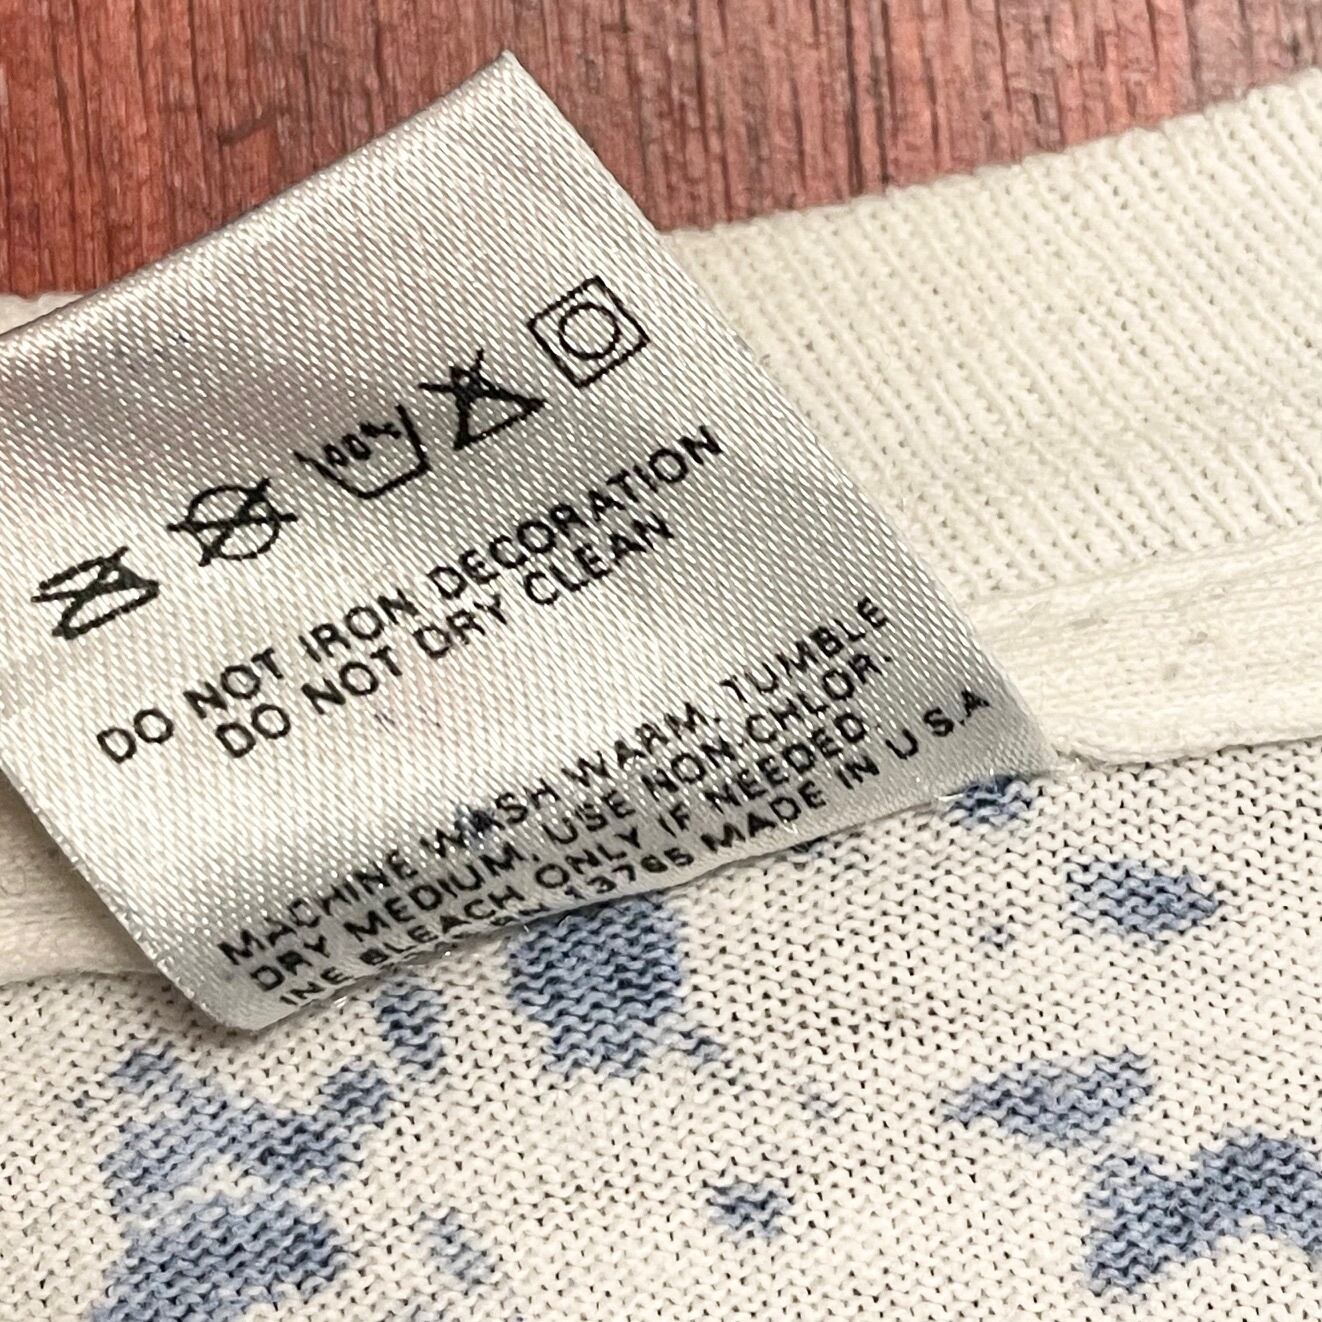 100%
DO NOT IRON DECORATION
DO NOT DRY CLEAN
MACHINE WASH WARM. TUMBLE
DRY MEDIUM. USE NON-CHLOR.
INE BLEACH ONLY IF NEEDED.
13765 MADE IN U S.A